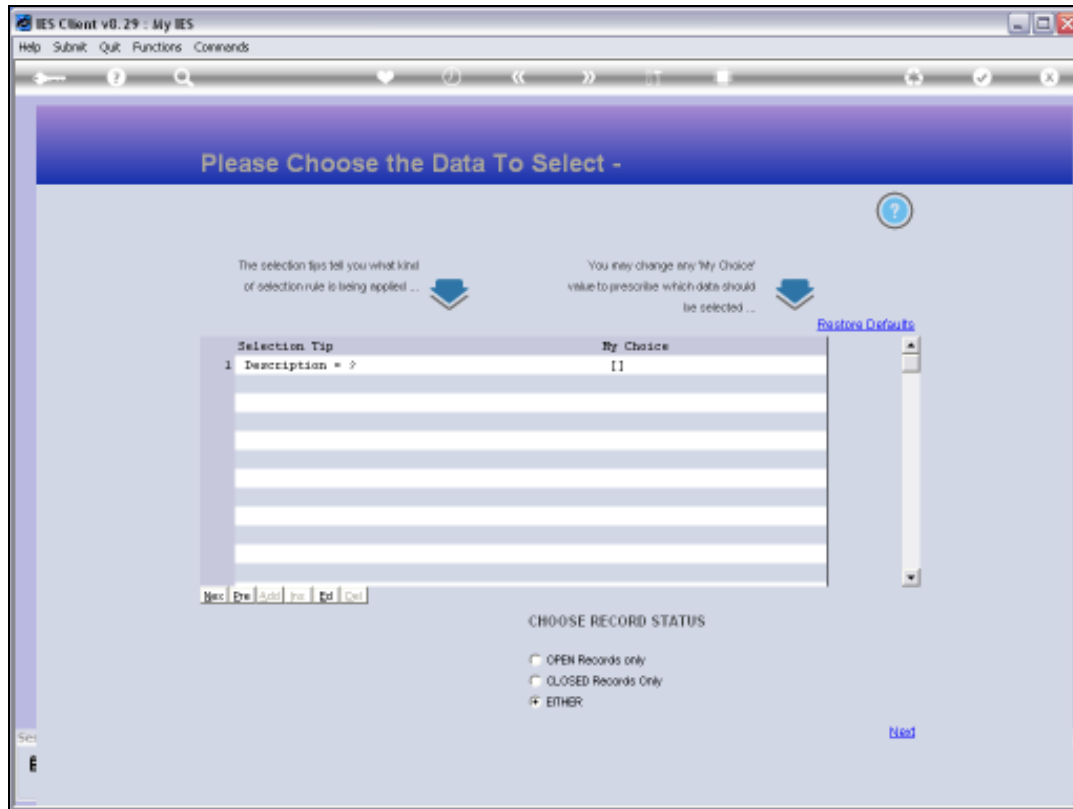 IES Client v8.29 : My IES
Help Submit Quit Functions Commands
Please Choose the Data To Select -
The selection tips tell you what kind
of selection rule is being applied ...
You may change any 'My Choice'
value to prescribe which data should
be selected ...
Restore Defaults
Selection Tip My Choice
1 Description = ? []
Nex Pre Add Ins Ed Del
CHOOSE RECORD STATUS
OPEN Records only
CLOSED Records Only
EITHER
Next